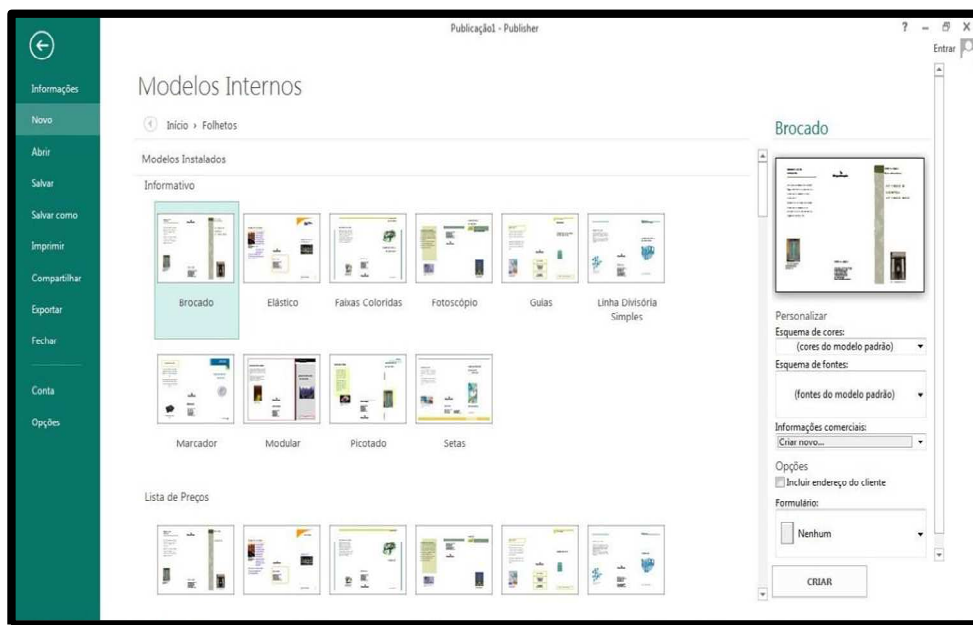 Publicação1 - Publisher
? – X
Entrar
Informações
Novo
Abrir
Salvar
Salvar como
Imprimir
Compartilhar
Exportar
Fechar
Conta
Opções
Modelos Internos
Início › Folhetos
Modelos Instalados
Informativo
Brocado
Elástico
Faixas Coloridas
Fotoscópio
Guias
Linha Divisória
Simples
Marcador
Modular
Picotado
Setas
Lista de Preços
Brocado
Personalizar
Esquema de cores:
(cores do modelo padrão)
Esquema de fontes:
(fontes do modelo padrão)
Informações comerciais:
Criar novo...
Opções
Incluir endereço do cliente
Formulário:
Nenhum
CRIAR